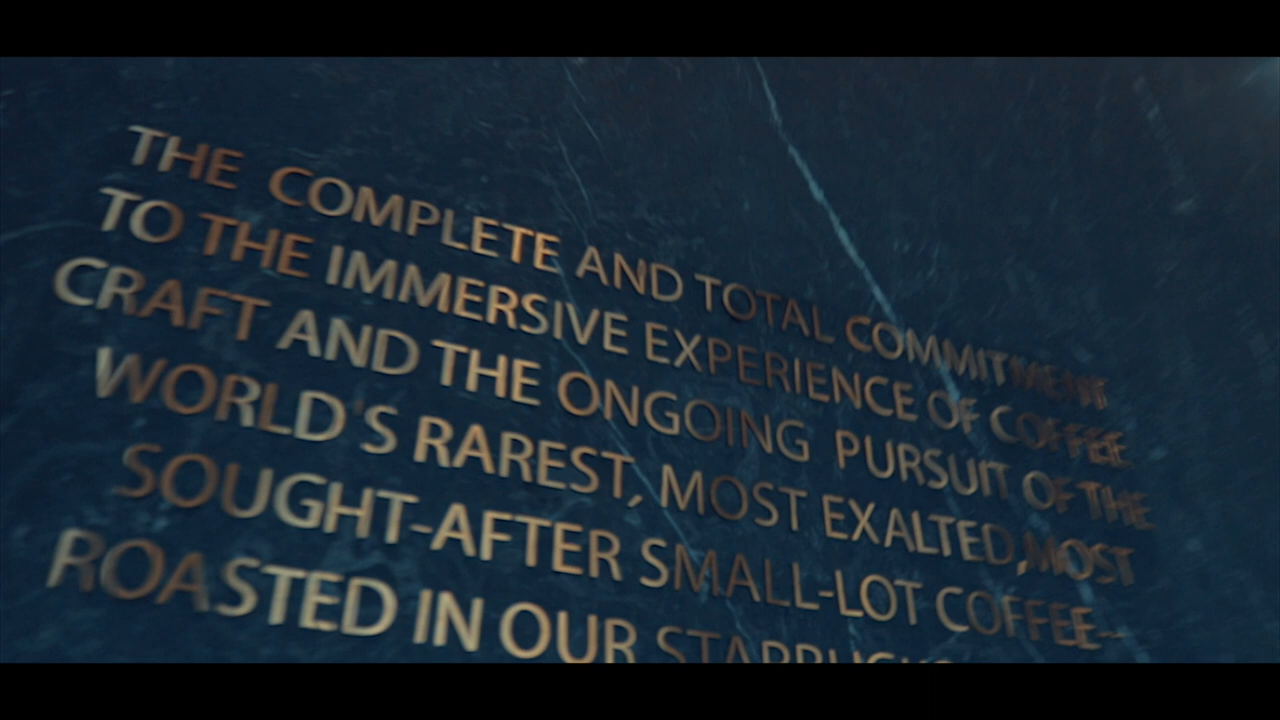 THE COMPLETE AND TOTAL COMMITMENT
TO THE IMMERSIVE EXPERIENCE OF COFFEE
CRAFT AND THE ONGOING PURSUIT OF THE
WORLD'S RAREST, MOST EXALTED, MOST
SOUGHT-AFTER SMALL-LOT COFFEE--
ROASTED IN OUR STARBUCKS